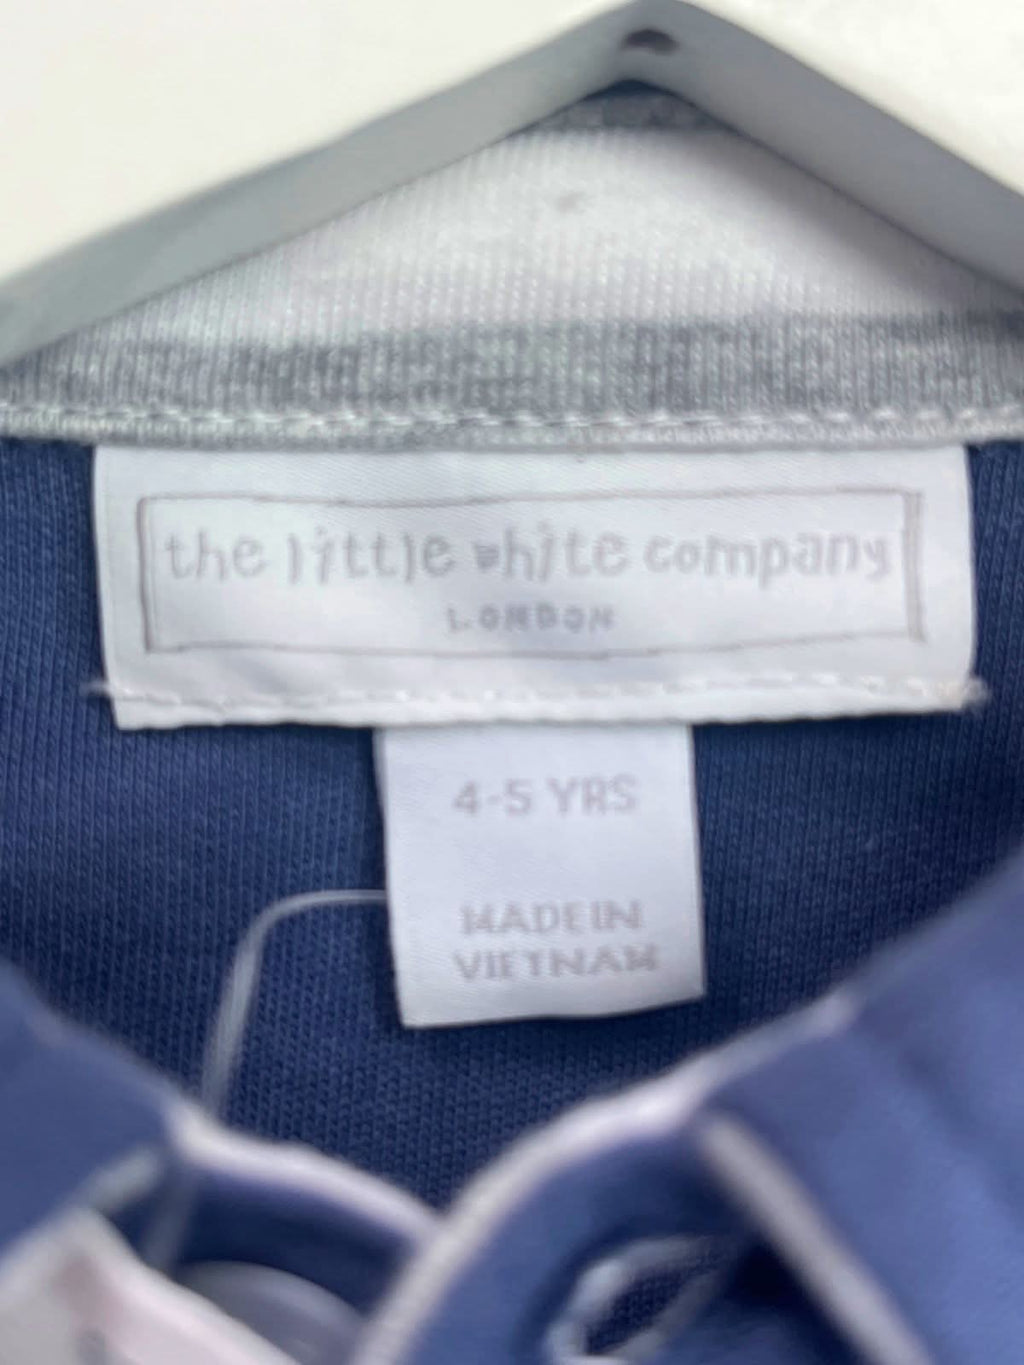 the little white company
LONDON
4-5 YRS
MADE IN
VIETNAM